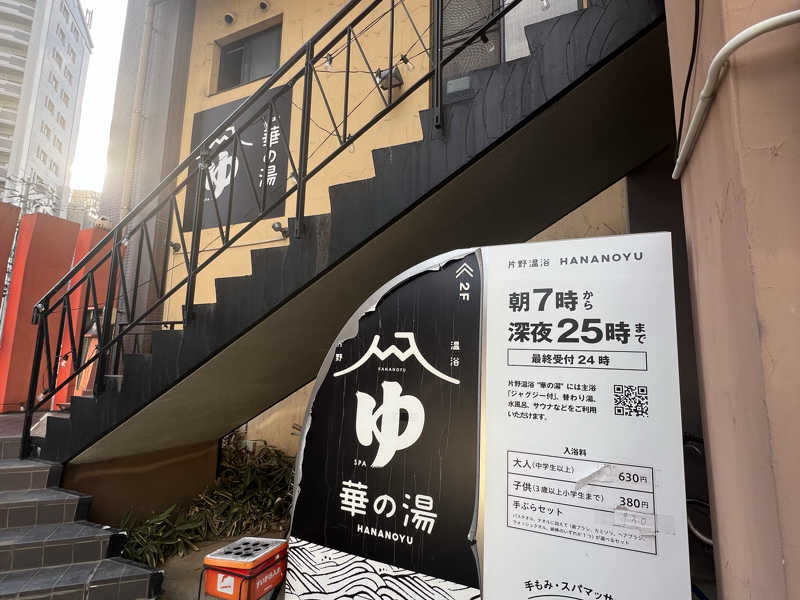 華の湯
ゆ
2F
片野
温浴
HANANOYU
ゆ
SPA
華の湯
HANANOYU
片野温浴 HANANOYU
朝7時から
深夜25時まで
最終受付24時
片野温浴 “華の湯” には主浴
「ジャグジー付」、替わり湯、
水風呂、サウナなどをご利用
いただけます。
入浴料
大人(中学生以上) 630円
子供(3歳以上小学生まで) 380円
手ぶらセット
手もみ・スパマッサ